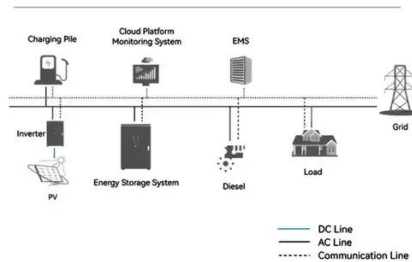 Charging Pile
Cloud Platform
Monitoring System
EMS
Grid
Inverter
PV
Energy Storage System
Diesel
Load
DC Line
AC Line
Communication Line